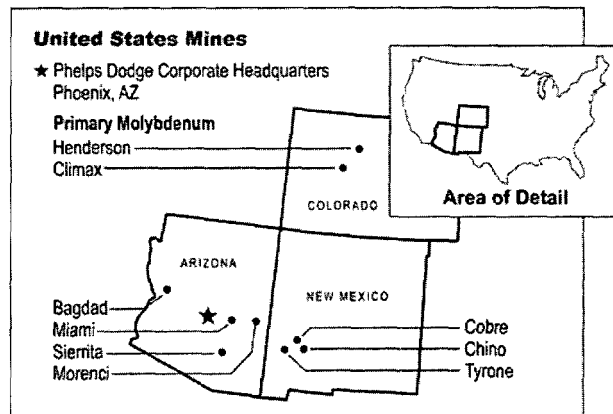 United States Mines
★ Phelps Dodge Corporate Headquarters
Phoenix, AZ
Primary Molybdenum
Henderson
Climax
COLORADO
Area of Detail
ARIZONA
NEW MEXICO
Bagdad
Miami
Sierrita
Morenci
Cobre
Chino
Tyrone